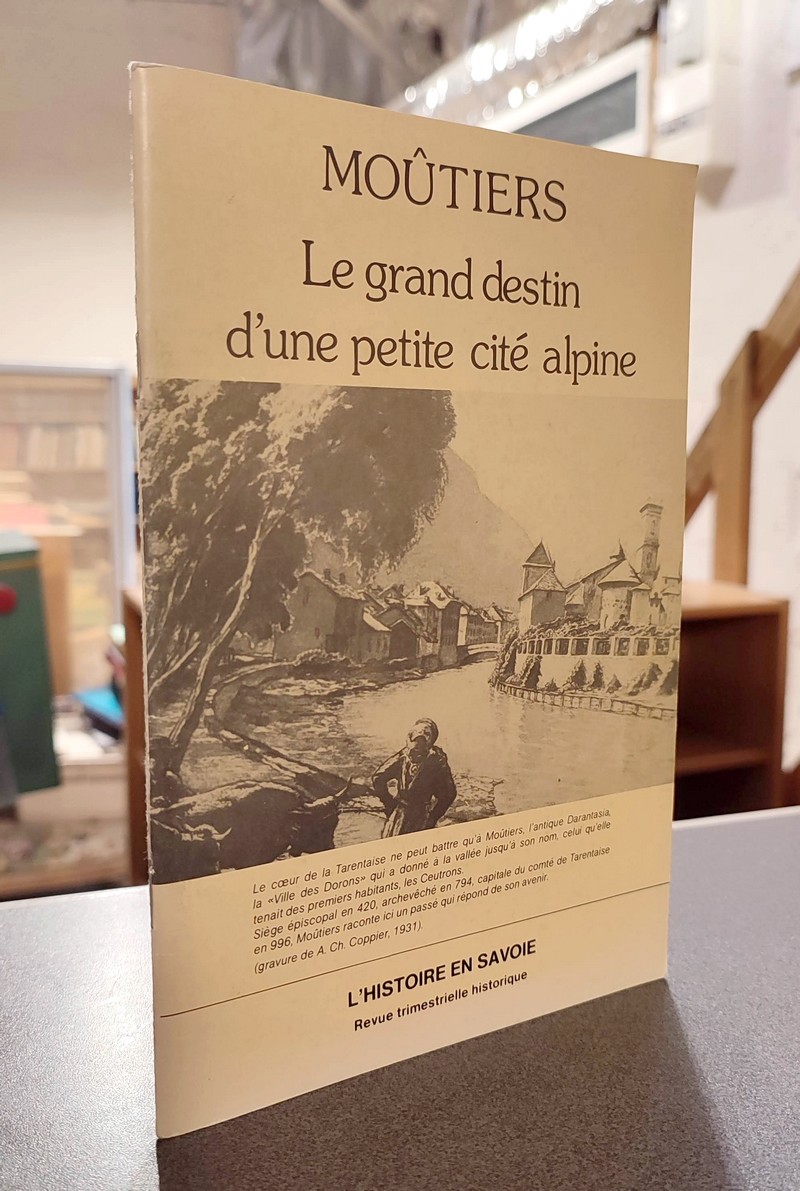 MOÛTIERS
Le grand destin
d'une petite cité alpine
Le cœur de la Tarentaise ne peut battre qu'à Moûtiers, l'antique Darantasia,
la «Ville des Dorons» qui a donné à la vallée jusqu'à son nom, celui qu'elle
tenait des premiers habitants, les Ceutrons.
Siège épiscopal en 420, archevêché en 794, capitale du comté de Tarentaise
en 996, Moûtiers raconte ici un passé qui répond de son avenir.
(gravure de A. Ch. Coppier, 1931).
L'HISTOIRE EN SAVOIE
Revue trimestrielle historique